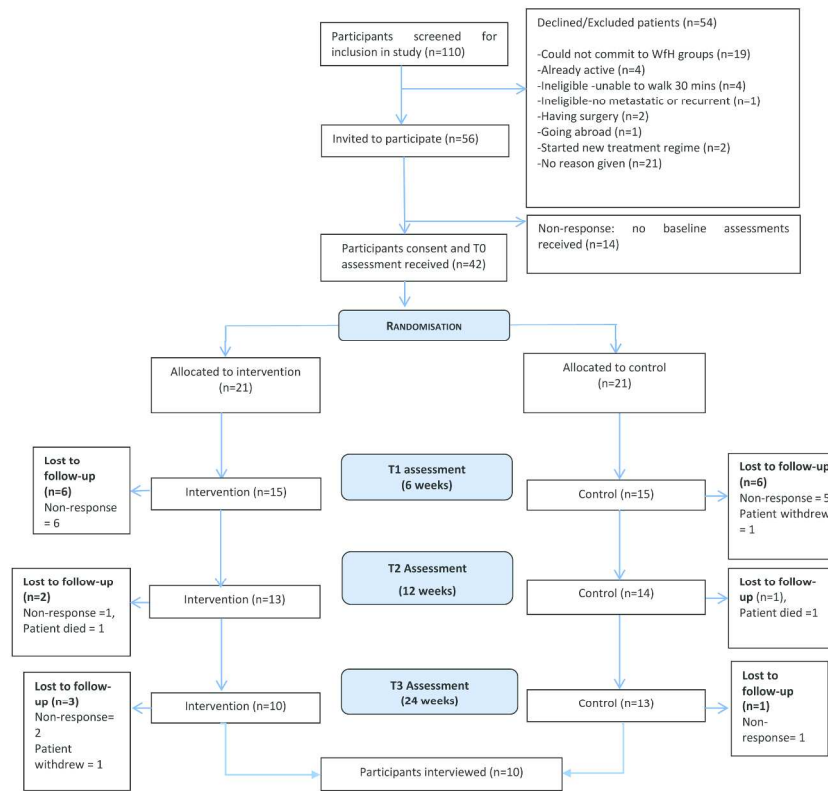 Participants screened for
inclusion in study (n=110)
Declined/Excluded patients (n=54)
-Could not commit to WfH groups (n=19)
-Already active (n=4)
-Ineligible -unable to walk 30 mins (n=4)
-Ineligible-no metastatic or recurrent (n=1)
-Having surgery (n=2)
-Going abroad (n=1)
-Started new treatment regime (n=2)
-No reason given (n=21)
Invited to participate (n=56)
Non-response: no baseline assessments
received (n=14)
Participants consent and T0
assessment received (n=42)
RANDOMISATION
Allocated to intervention
(n=21)
Allocated to control
(n=21)
Lost to
follow-up
(n=6)
Non-response
= 6
Intervention (n=15)
T1 assessment
(6 weeks)
Control (n=15)
Lost to
follow-up
(n=6)
Non-response = 5
Patient withdrew
= 1
Lost to follow-up
(n=2)
Non-response =1,
Patient died = 1
Intervention (n=13)
T2 Assessment
(12 weeks)
Control (n=14)
Lost to follow-
up (n=1),
Patient died =1
Lost to follow-
up (n=3)
Non-response=
2
Patient
withdrew = 1
Intervention (n=10)
T3 Assessment
(24 weeks)
Control (n=13)
Lost to
follow-up
(n=1)
Non-
response= 1
Participants interviewed (n=10)